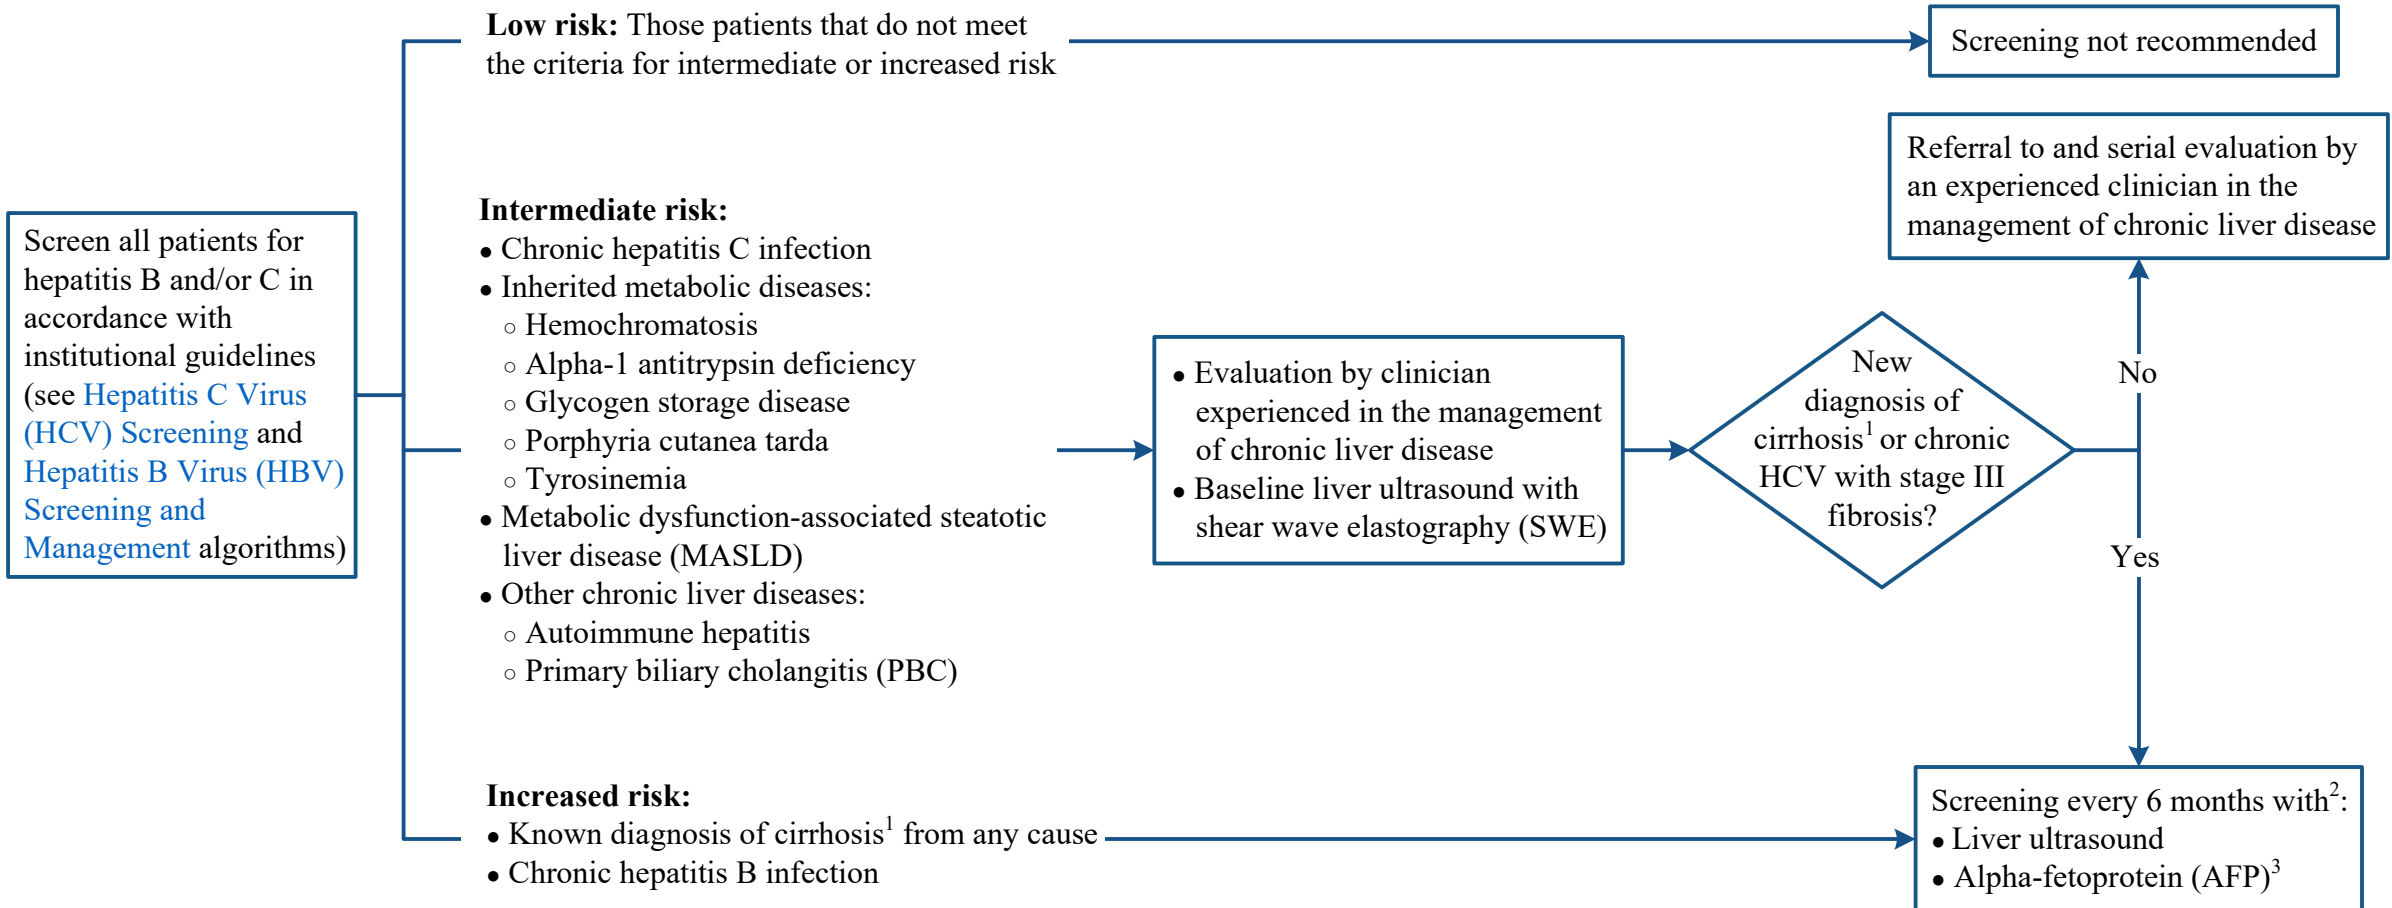 Screen all patients for
hepatitis B and/or C in
accordance with
institutional guidelines
(see Hepatitis C Virus
(HCV) Screening and
Hepatitis B Virus (HBV)
Screening and
Management algorithms)
Low risk: Those patients that do not meet
the criteria for intermediate or increased risk
Screening not recommended
Intermediate risk:
● Chronic hepatitis C infection
● Inherited metabolic diseases:
○ Hemochromatosis
○ Alpha-1 antitrypsin deficiency
○ Glycogen storage disease
○ Porphyria cutanea tarda
○ Tyrosinemia
● Metabolic dysfunction-associated steatotic
liver disease (MASLD)
● Other chronic liver diseases:
○ Autoimmune hepatitis
○ Primary biliary cholangitis (PBC)
● Evaluation by clinician
experienced in the management
of chronic liver disease
● Baseline liver ultrasound with
shear wave elastography (SWE)
New
diagnosis of
cirrhosis¹ or chronic
HCV with stage III
fibrosis?
No
Referral to and serial evaluation by
an experienced clinician in the
management of chronic liver disease
Yes
Increased risk:
● Known diagnosis of cirrhosis¹ from any cause
● Chronic hepatitis B infection
Screening every 6 months with²:
● Liver ultrasound
● Alpha-fetoprotein (AFP)³